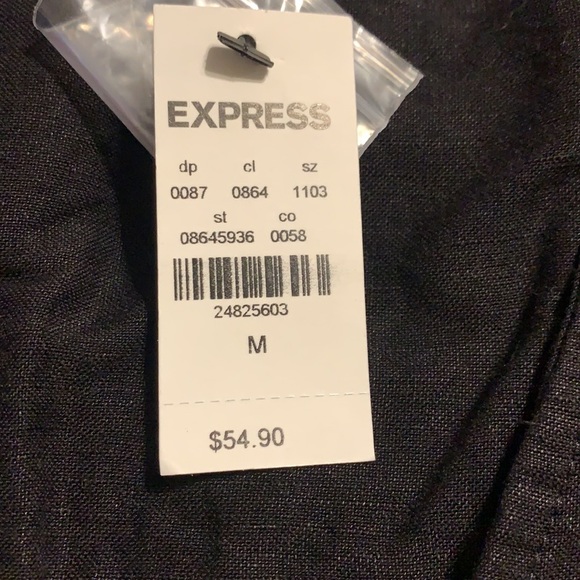 EXPRESS
dp cl sz
0087 0864 1103
st co
08645936 0058
24825603
M
$54.90